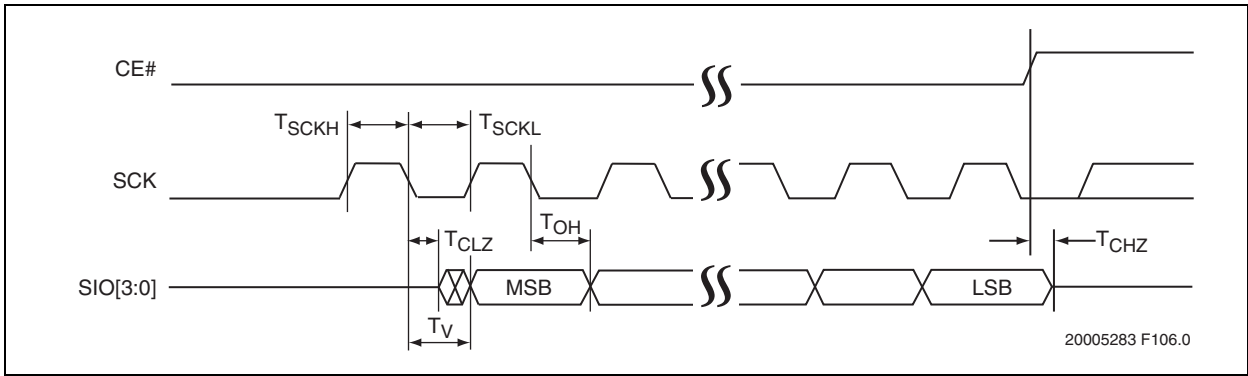 CE#
TSCKH
TSCKL
SCK
TOH
TCLZ
TCHZ
SIO[3:0]
MSB
LSB
TV
20005283 F106.0